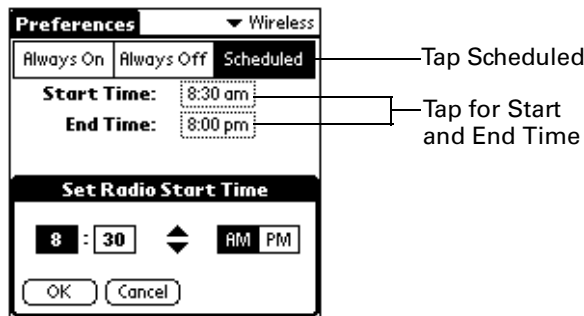 Preferences ▼ Wireless
Always On Always Off Scheduled
Tap Scheduled
Start Time: 8:30 am
End Time: 8:00 pm
Tap for Start
and End Time
Set Radio Start Time
8 : 30 AM PM
OK Cancel